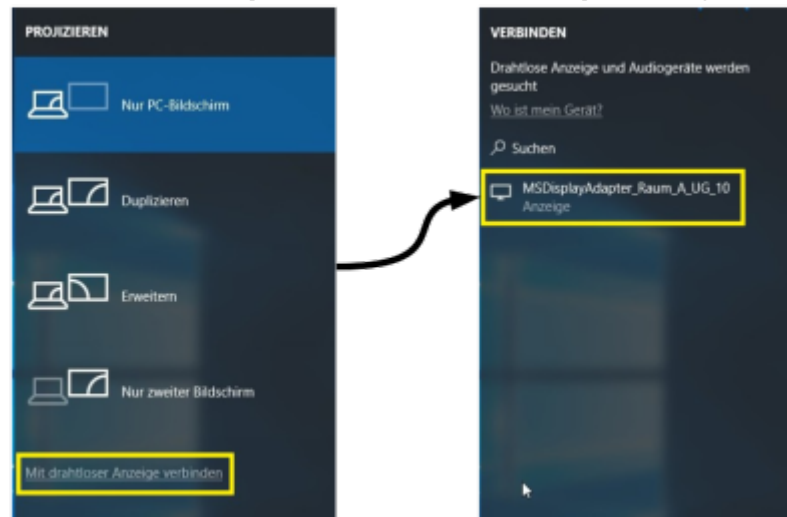 PROJIZIEREN
Nur PC-Bildschirm
Duplizieren
Erweitern
Nur zweiter Bildschirm
Mit drahtloser Anzeige verbinden
VERBINDEN
Drahtlose Anzeige und Audiogeräte werden
gesucht
Wo ist mein Gerät?
Suchen
MSDisplayAdapter_Raum_A_UG_10
Anzeige